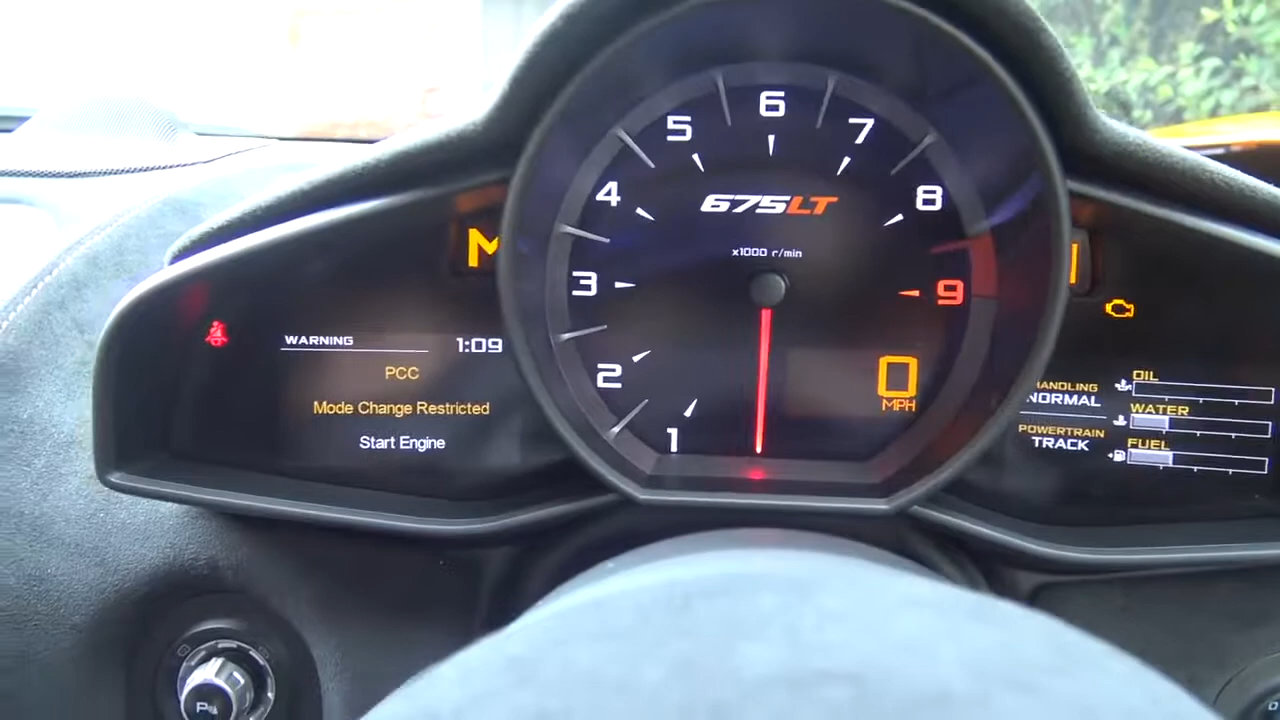 6
5
7
4
8
675LT
M
x1000 r/min
3
9
WARNING
1:09
PCC
0
2
MPH
OIL
HANDLING
NORMAL
Mode Change Restricted
WATER
1
POWERTRAIN
TRACK
Start Engine
FUEL
P